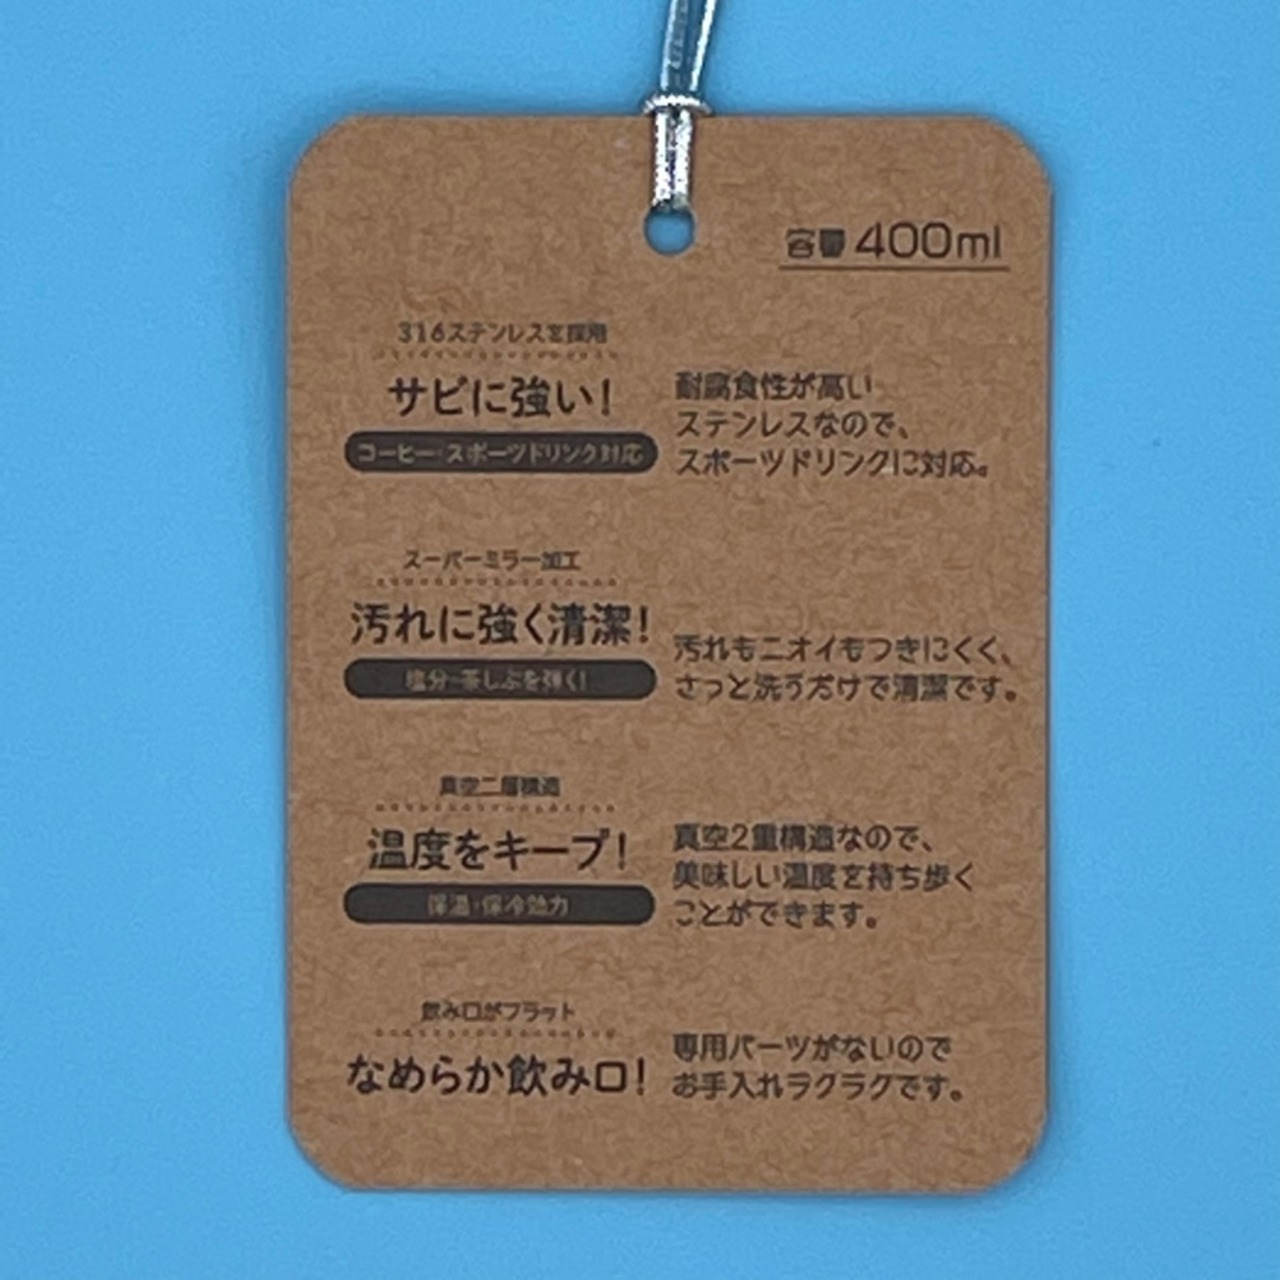 容量 400ml
316ステンレスを採用
サビに強い!
コーヒー・スポーツドリンク対応
耐腐食性が高い
ステンレスなので、
スポーツドリンクに対応。
スーパーミラー加工
汚れに強く清潔!
塩分・茶しぶを弾く!
汚れもニオイもつきにくく、
さっと洗うだけで清潔です。
真空二層構造
温度をキープ!
保温・保冷効力
真空2重構造なので、
美味しい温度を持ち歩く
ことができます。
飲み口がフラット
なめらか飲み口!
専用パーツがないので
お手入れラクラクです。